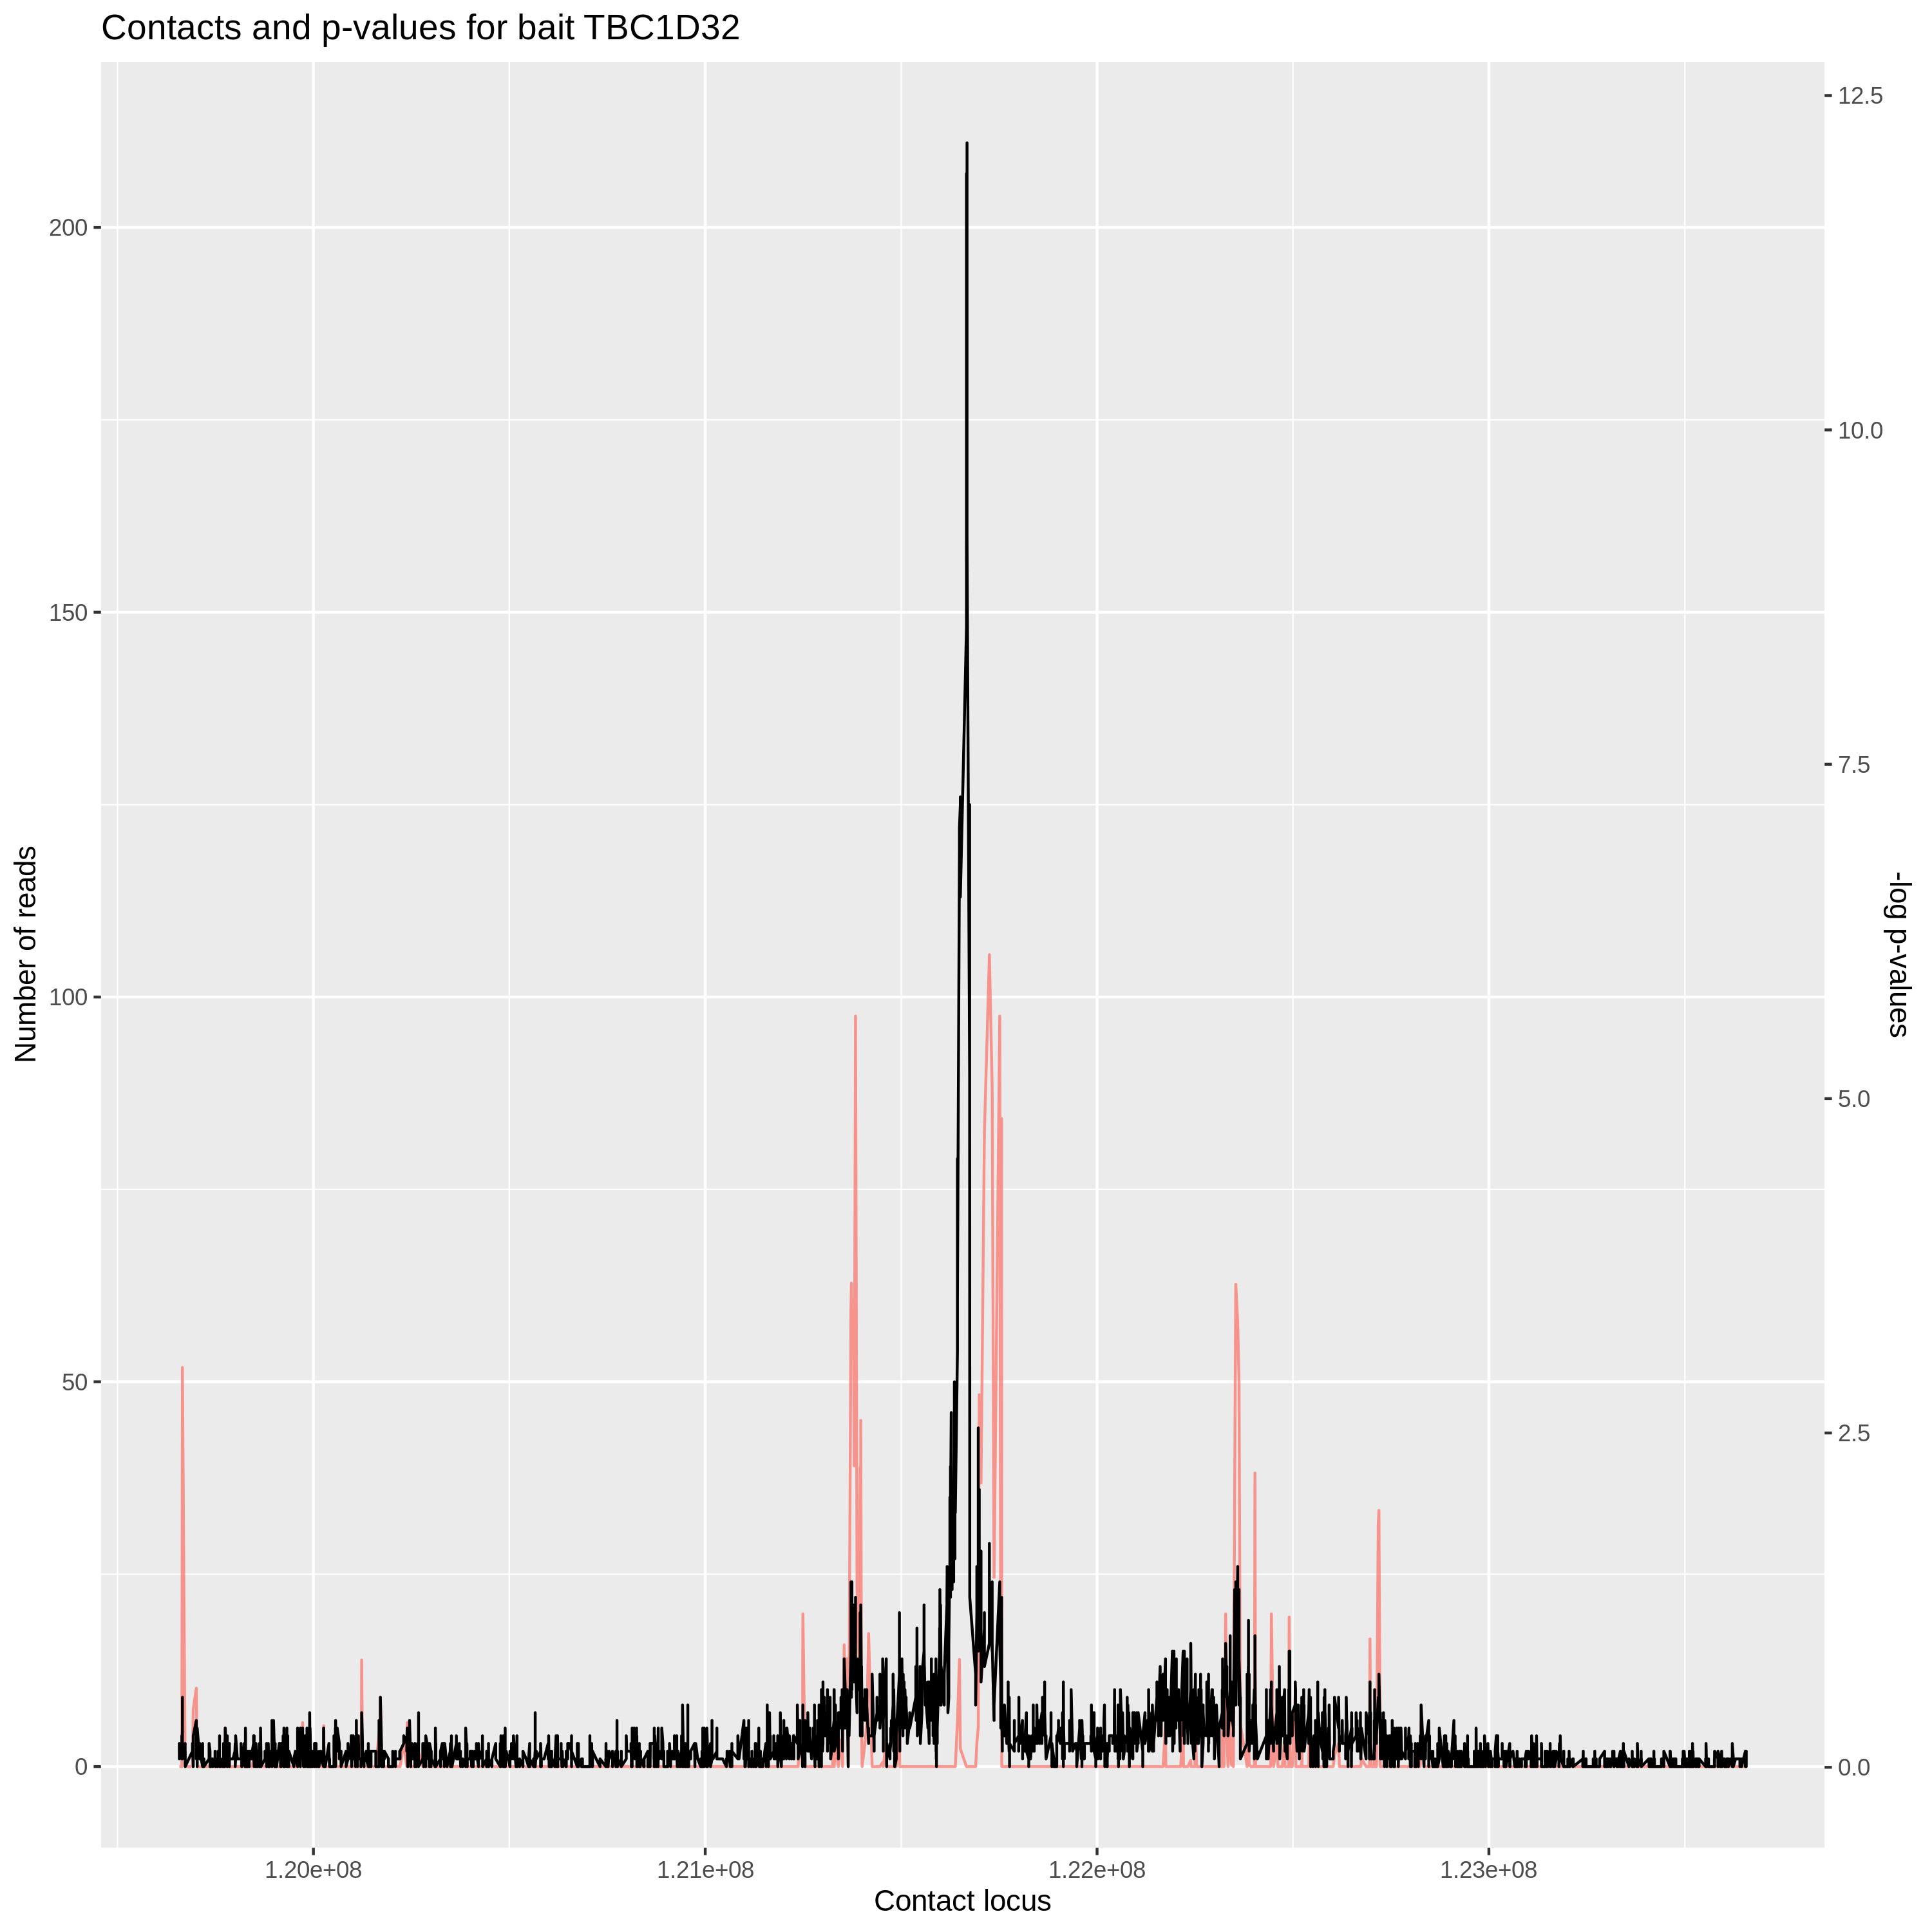 Contacts and p-values for bait TBC1D32
Number of reads
200
150
100
50
0
12.5
10.0
7.5
5.0
2.5
0.0
-log p-values
1.20e+08
1.21e+08
1.22e+08
1.23e+08
Contact locus